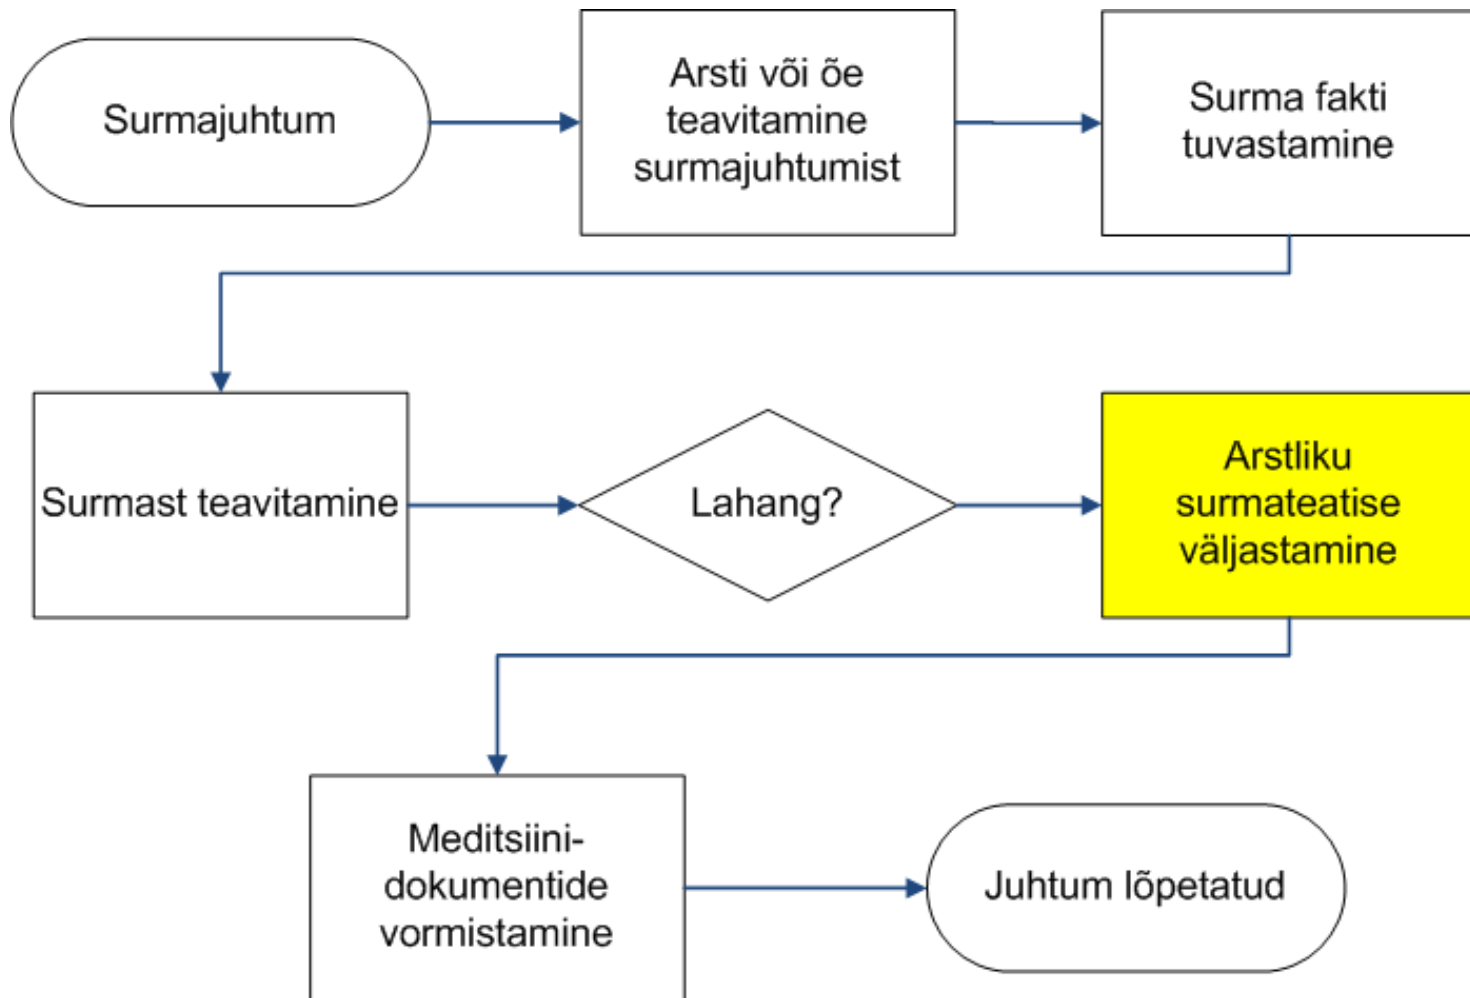 Surmajuhtum
Arsti või õe
teavitamine
surmajuhtumist
Surma fakti
tuvastamine
Surmast teavitamine
Lahang?
Arstliku
surmateatise
väljastamine
Meditsiini-
dokumentide
vormistamine
Juhtum lõpetatud